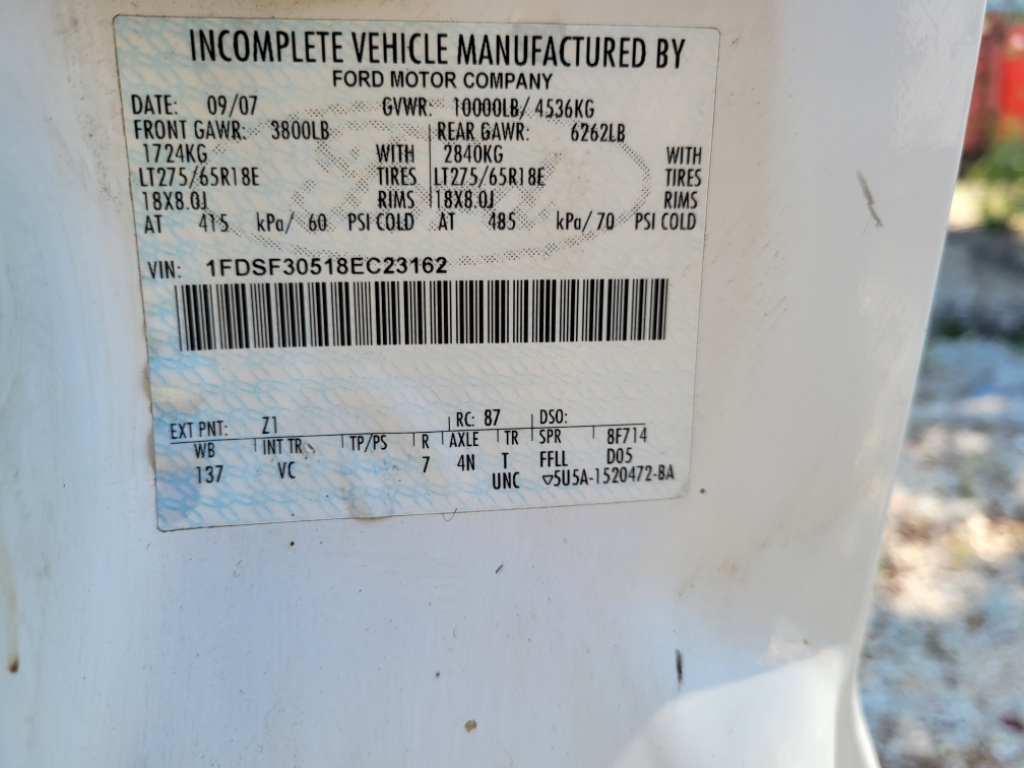 INCOMPLETE VEHICLE MANUFACTURED BY
FORD MOTOR COMPANY
DATE: 09/07 GVWR: 10000LB/ 4536KG
FRONT GAWR: 3800LB REAR GAWR: 6262LB
1724KG WITH 2840KG WITH
LT275/65R18E TIRES LT275/65R18E TIRES
18X8.0J RIMS 18X8.0J RIMS
AT 415 kPa/ 60 PSI COLD AT 485 kPa/ 70 PSI COLD
VIN: 1FDSF30518EC23162
EXT PNT: Z1 RC: 87 DSO:
WB INT TR TP/PS R AXLE TR SPR 8F714
137 VC 7 4N T FFLL D05
UNC ▽5U5A-1520472-BA